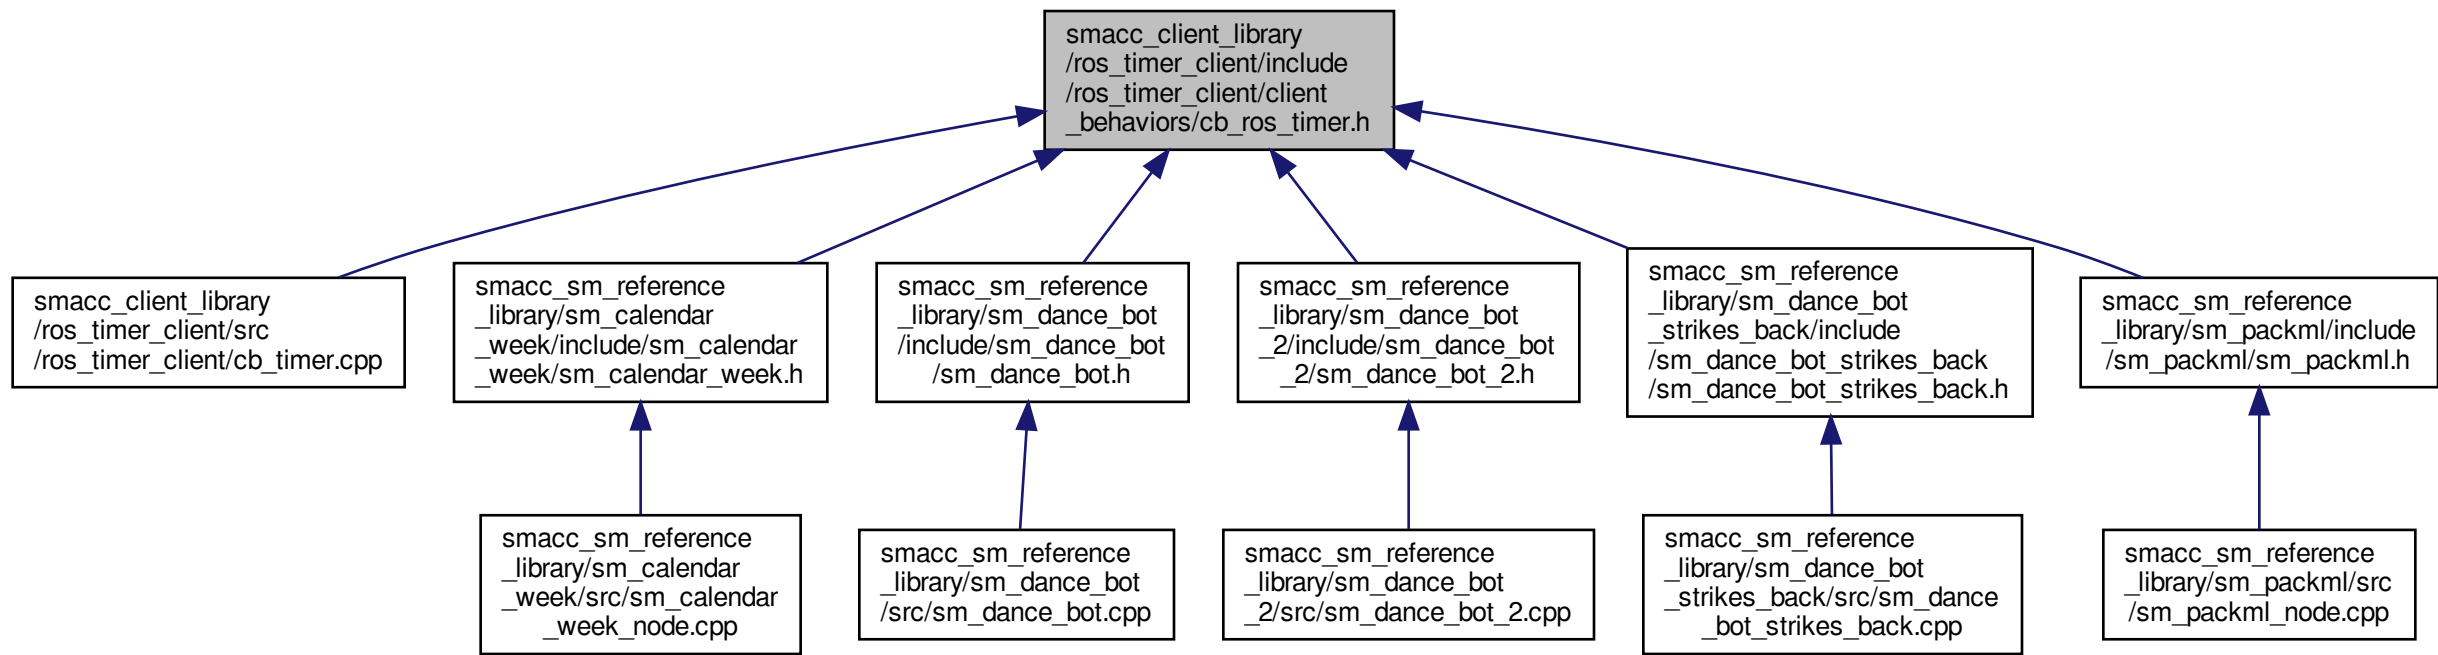 smacc_client_library
/ros_timer_client/include
/ros_timer_client/client
_behaviors/cb_ros_timer.h
smacc_client_library
/ros_timer_client/src
/ros_timer_client/cb_timer.cpp
smacc_sm_reference
_library/sm_calendar
_week/include/sm_calendar
_week/sm_calendar_week.h
smacc_sm_reference
_library/sm_dance_bot
/include/sm_dance_bot
/sm_dance_bot.h
smacc_sm_reference
_library/sm_dance_bot
_2/include/sm_dance_bot
_2/sm_dance_bot_2.h
smacc_sm_reference
_library/sm_dance_bot
_strikes_back/include
/sm_dance_bot_strikes_back
/sm_dance_bot_strikes_back.h
smacc_sm_reference
_library/sm_packml/include
/sm_packml/sm_packml.h
smacc_sm_reference
_library/sm_calendar
_week/src/sm_calendar
_week_node.cpp
smacc_sm_reference
_library/sm_dance_bot
/src/sm_dance_bot.cpp
smacc_sm_reference
_library/sm_dance_bot
_2/src/sm_dance_bot_2.cpp
smacc_sm_reference
_library/sm_dance_bot
_strikes_back/src/sm_dance
_bot_strikes_back.cpp
smacc_sm_reference
_library/sm_packml/src
/sm_packml_node.cpp